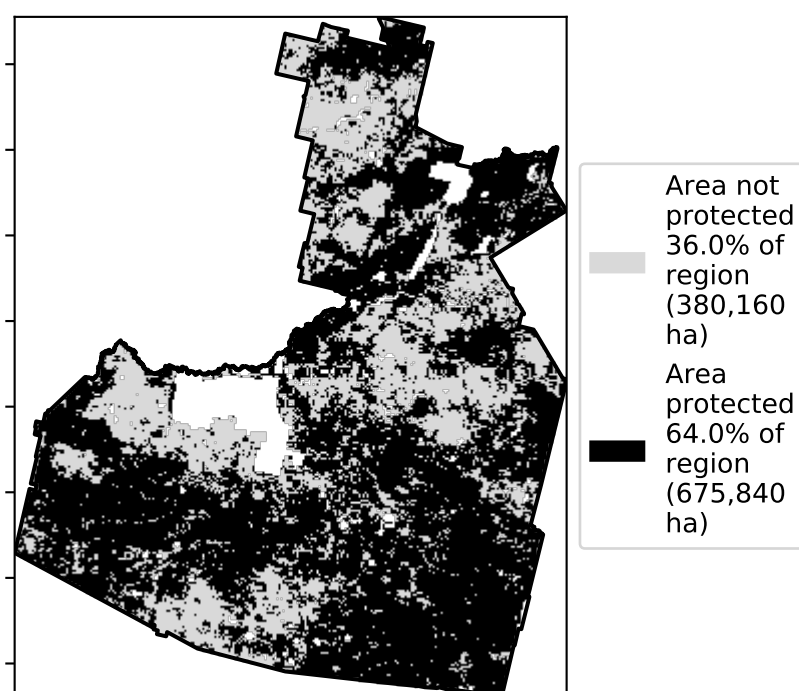 Area not
protected
36.0% of
region
(380,160
ha)
Area
protected
64.0% of
region
(675,840
ha)